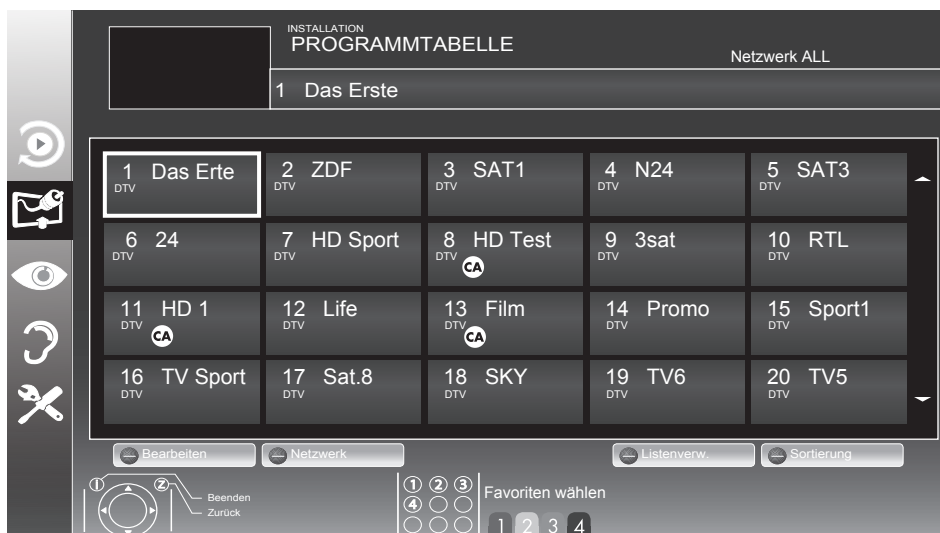 INSTALLATION
PROGRAMMTABELLE
Netzwerk ALL
1 Das Erste
1 Das Erte
DTV
2 ZDF
DTV
3 SAT1
DTV
4 N24
DTV
5 SAT3
DTV
6 24
DTV
7 HD Sport
DTV
8 HD Test
DTV
CA
9 3sat
DTV
10 RTL
DTV
11 HD 1
DTV
CA
12 Life
DTV
13 Film
DTV
CA
14 Promo
DTV
15 Sport1
DTV
16 TV Sport
DTV
17 Sat.8
DTV
18 SKY
DTV
19 TV6
DTV
20 TV5
DTV
Bearbeiten
Netzwerk
Listenverw.
Sortierung
I
Z
Beenden
Zurück
1 2 3
4
Favoriten wählen
1 2 3 4